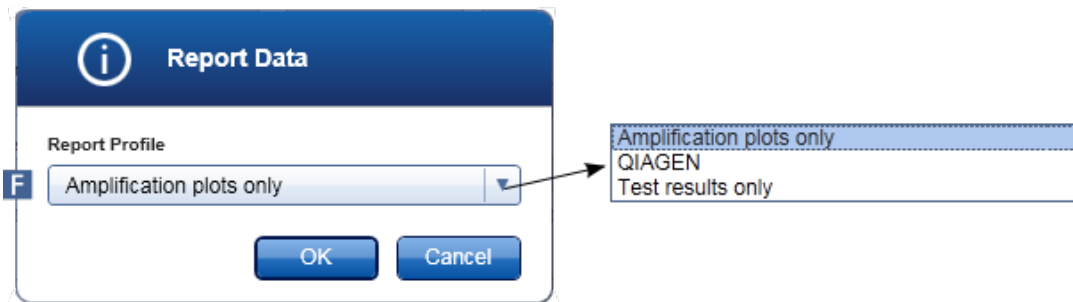 Report Data
Report Profile
F
Amplification plots only
OK
Cancel
Amplification plots only
QIAGEN
Test results only